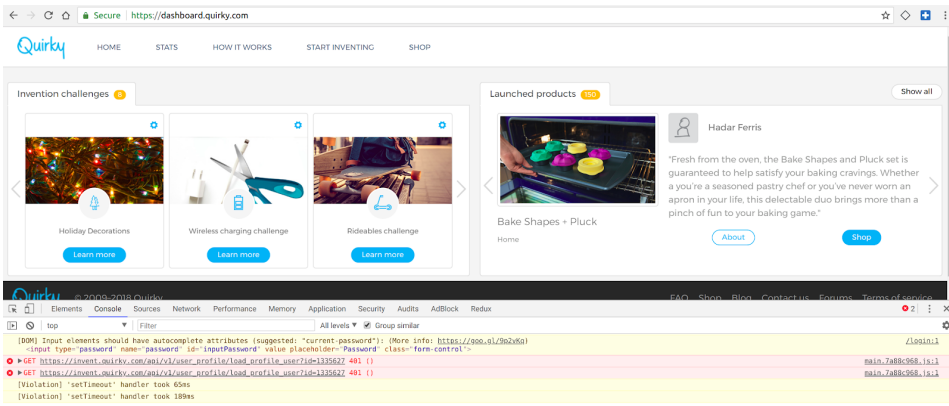 Secure | https://dashboard.quirky.com
Quirky HOME STATS HOW IT WORKS START INVENTING SHOP
Invention challenges 8
Launched products 150 Show all
Holiday Decorations
Learn more
Wireless charging challenge
Learn more
Rideables challenge
Learn more
Bake Shapes + Pluck
Home
Hadar Ferris
"Fresh from the oven, the Bake Shapes and Pluck set is
guaranteed to help satisfy your baking cravings. Whether
a you're a seasoned pastry chef or you've never worn an
apron in your life, this delectable duo brings more than a
pinch of fun to your baking game."
About Shop
Quirky © 2009-2018 Quirky FAQ Shop Blog Contact us Forums Terms of service
Elements Console Sources Network Performance Memory Application Security Audits AdBlock Redux 2
top Filter All levels Group similar
[DOM] Input elements should have autocomplete attributes (suggested: "current-password"): (More info: https://goo.gl/9p2vKq) /login:1
<input type="password" name="password" id="inputPassword" value placeholder="Password" class="form-control">
GET https://invent.quirky.com/api/v1/user_profile/load_profile_user?id=1335627 401 () main.7a88c968.js:1
GET https://invent.quirky.com/api/v1/user_profile/load_profile_user?id=1335627 401 () main.7a88c968.js:1
[Violation] 'setTimeout' handler took 65ms
[Violation] 'setTimeout' handler took 189ms